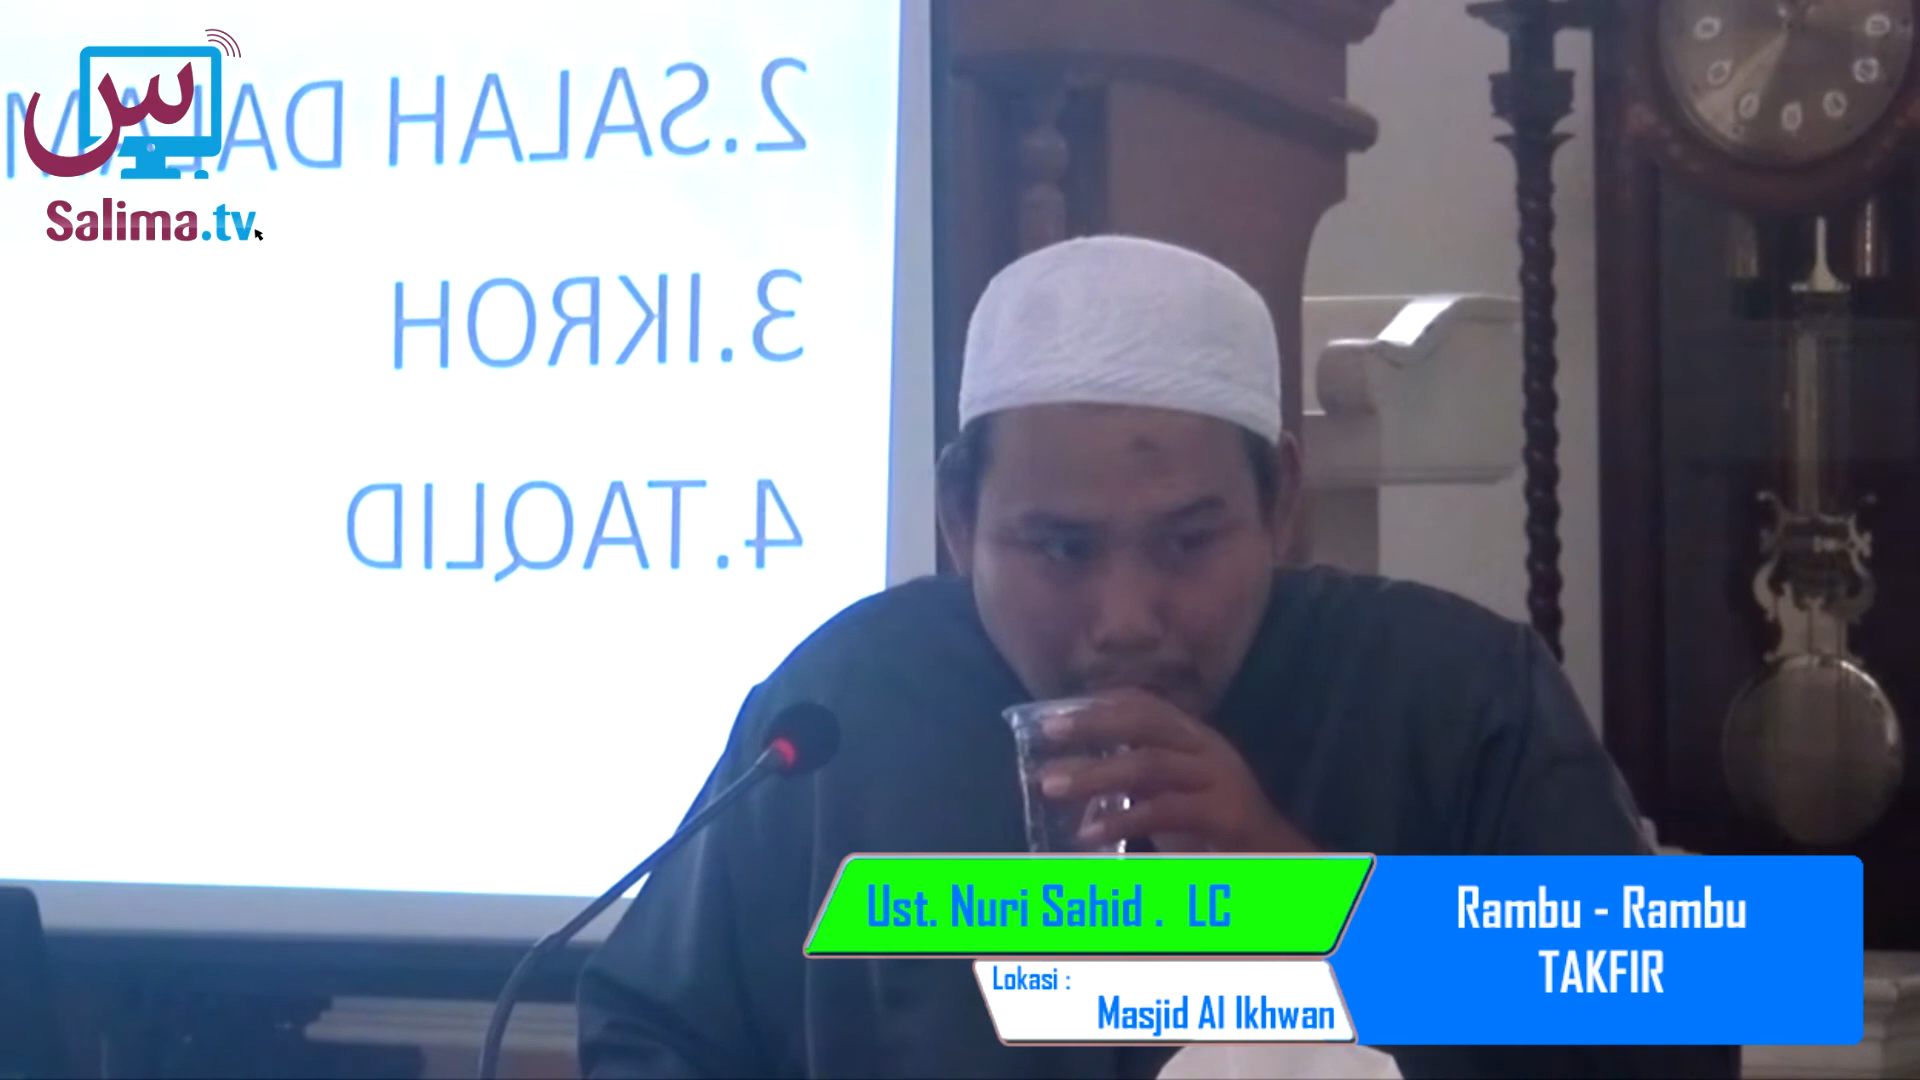 س
Salima.tv
2.SALAH DALAM
3.IKROH
4.TAQLID
Ust. Nuri Sahid . LC
Lokasi :
Masjid Al Ikhwan
Rambu - Rambu
TAKFIR